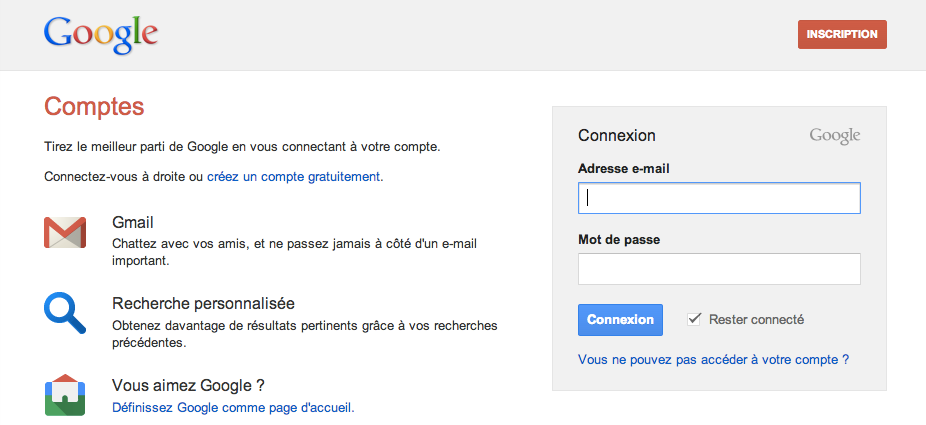 Google
INSCRIPTION
Comptes
Tirez le meilleur parti de Google en vous connectant à votre compte.
Connectez-vous à droite ou créez un compte gratuitement.
Gmail
Chattez avec vos amis, et ne passez jamais à côté d'un e-mail
important.
Recherche personnalisée
Obtenez davantage de résultats pertinents grâce à vos recherches
précédentes.
Vous aimez Google ?
Définissez Google comme page d'accueil.
Connexion
Google
Adresse e-mail
Mot de passe
Connexion
Rester connecté
Vous ne pouvez pas accéder à votre compte ?